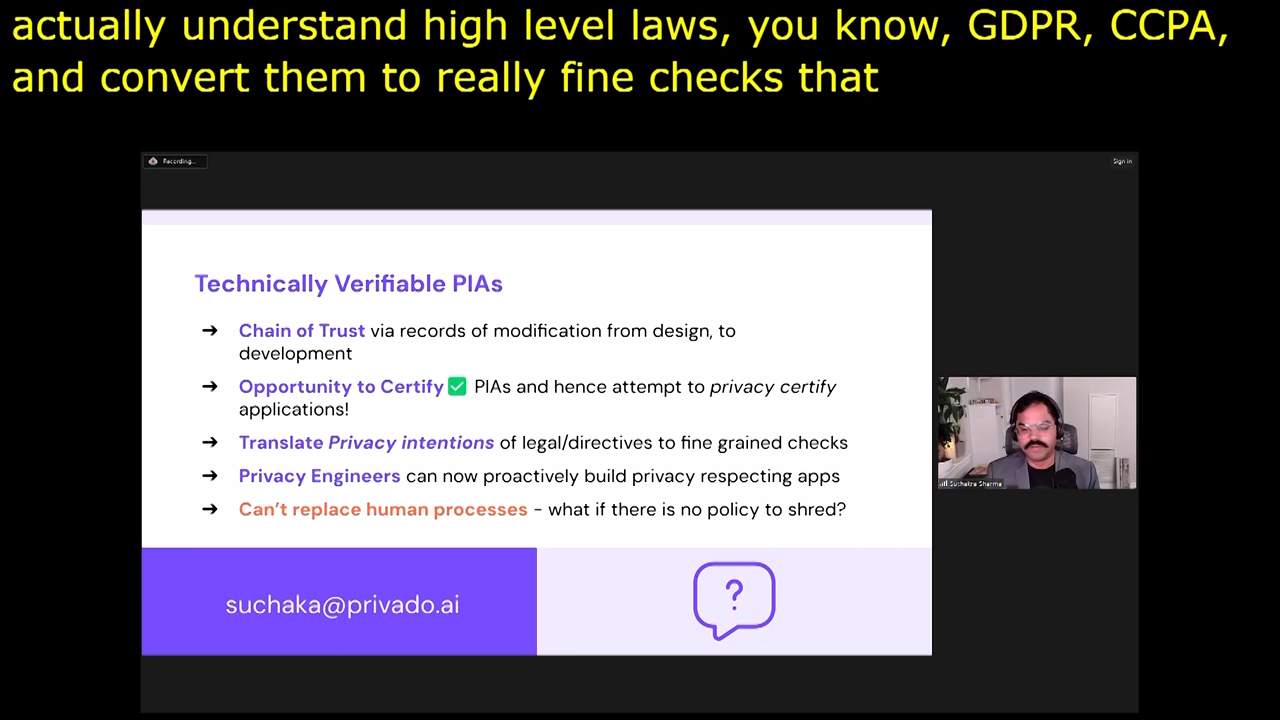 actually understand high level laws, you know, GDPR, CCPA,
and convert them to really fine checks that
Recording...
Sign in
Technically Verifiable PIAs
➔ Chain of Trust via records of modification from design, to
development
➔ Opportunity to Certify ✅ PIAs and hence attempt to privacy certify
applications!
➔ Translate Privacy intentions of legal/directives to fine grained checks
➔ Privacy Engineers can now proactively build privacy respecting apps
➔ Can't replace human processes - what if there is no policy to shred?
Suchakra Sharma
suchaka@privado.ai
?